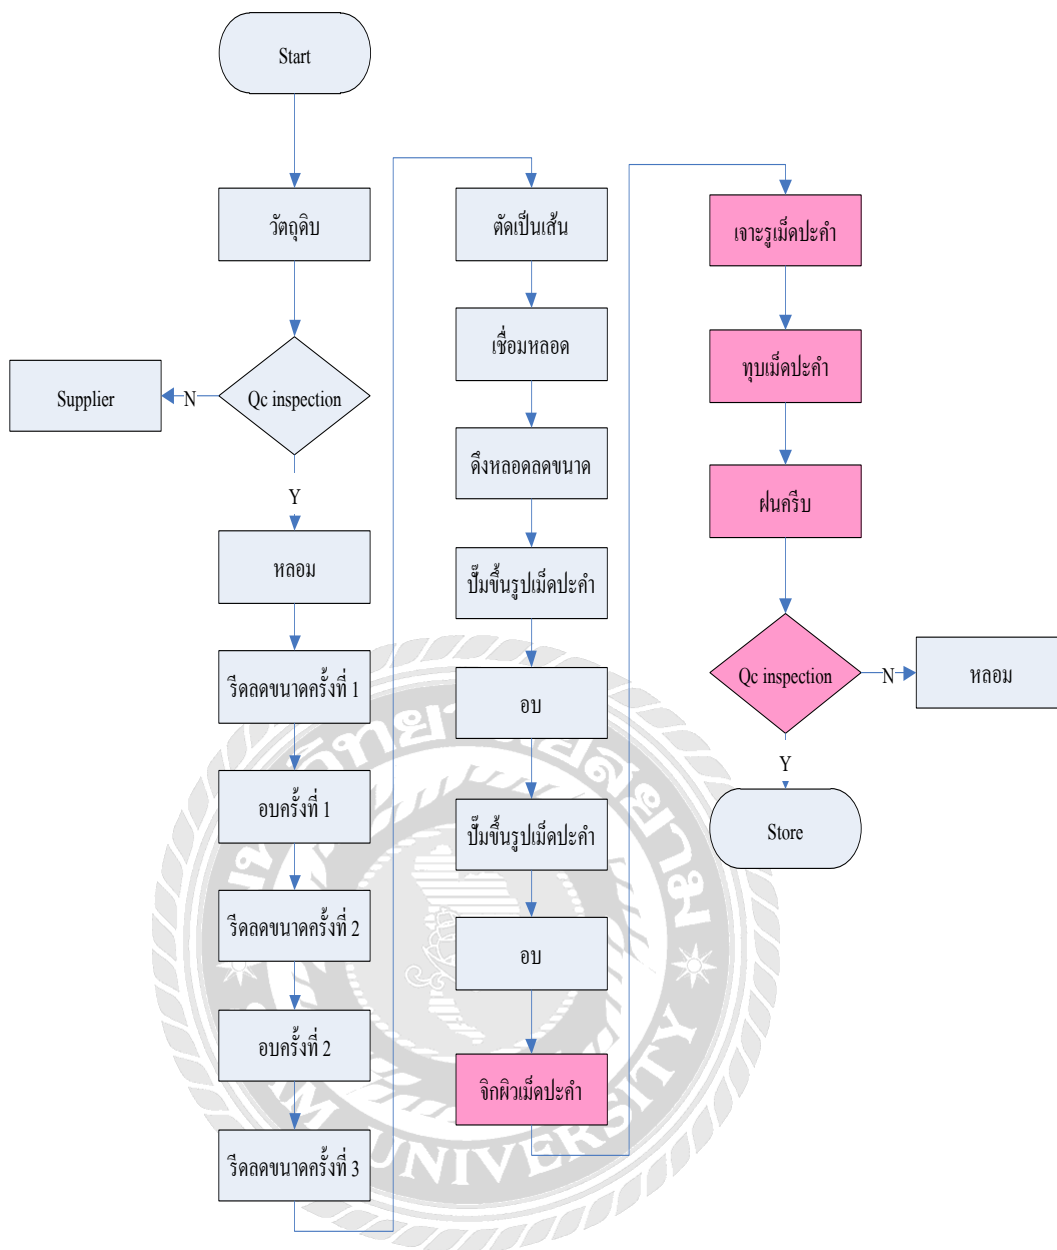 Start
วัตถุดิบ
Qc inspection
N
Supplier
Y
หลอม
รีดลดขนาดครั้งที่ 1
อบครั้งที่ 1
รีดลดขนาดครั้งที่ 2
อบครั้งที่ 2
รีดลดขนาดครั้งที่ 3
ตัดเป็นเส้น
เชื่อมหลอด
ดึงหลอดลดขนาด
ปั๊มขึ้นรูปเม็ดปะคำ
อบ
ปั๊มขึ้นรูปเม็ดปะคำ
อบ
จิกผิวเม็ดปะคำ
เจาะรูเม็ดปะคำ
ทุบเม็ดปะคำ
ฝนครีบ
Qc inspection
N
หลอม
Y
Store
UNIVERSITY